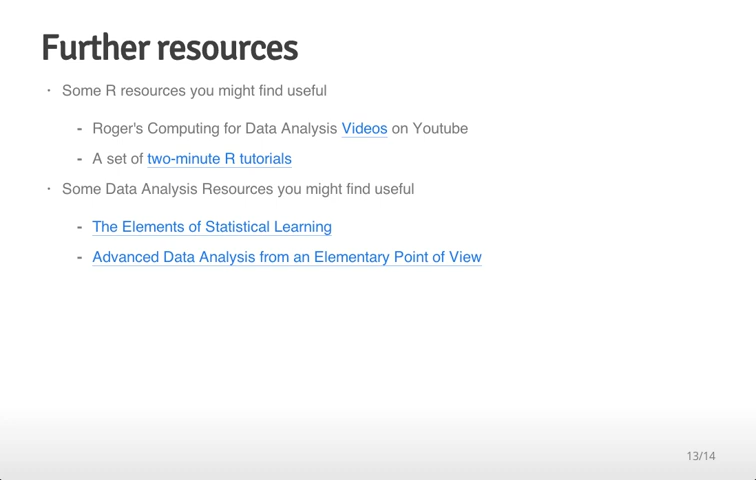 Further resources
· Some R resources you might find useful
- Roger's Computing for Data Analysis Videos on Youtube
- A set of two-minute R tutorials
· Some Data Analysis Resources you might find useful
- The Elements of Statistical Learning
- Advanced Data Analysis from an Elementary Point of View
13/14